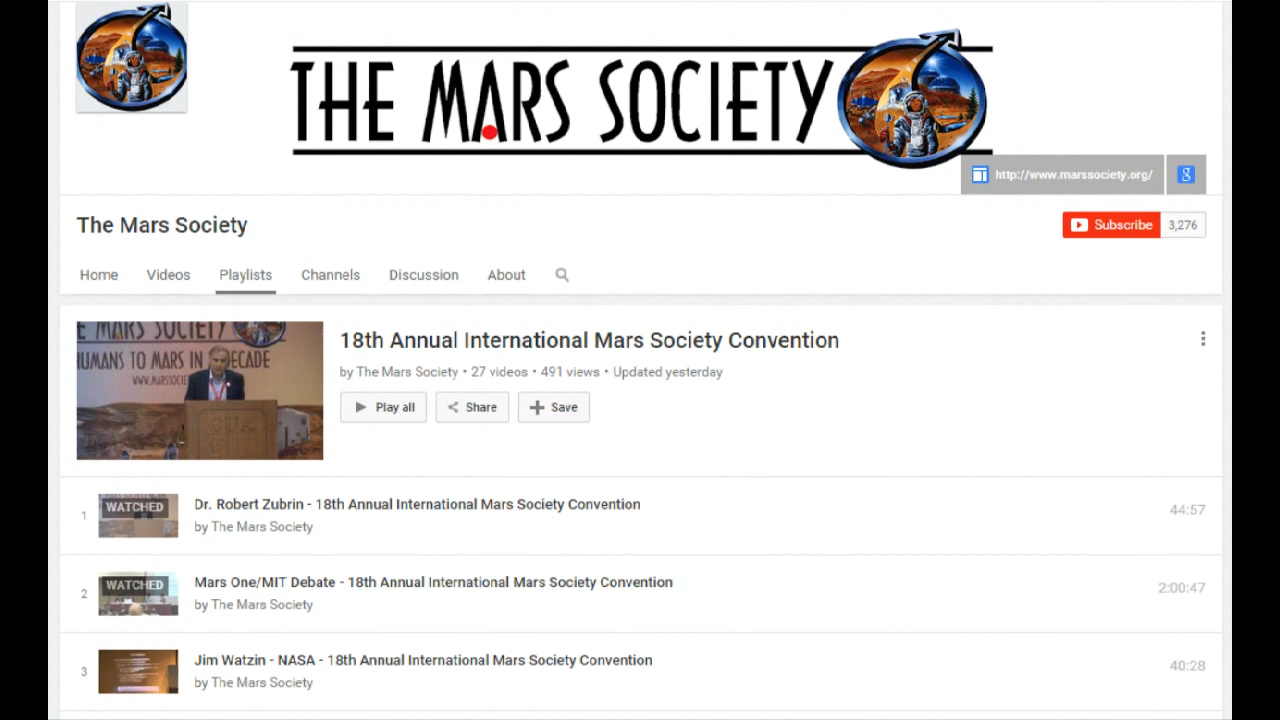 THE MARS SOCIETY
http://www.marssociety.org/
The Mars Society
Subscribe 3,276
Home Videos Playlists Channels Discussion About
E MARS SOCIETY
HUMANS TO MARS IN DECADE
WWW.MARSSOCIE
18th Annual International Mars Society Convention
by The Mars Society • 27 videos • 491 views • Updated yesterday
Play all Share Save
1 WATCHED Dr. Robert Zubrin - 18th Annual International Mars Society Convention 44:57
by The Mars Society
2 WATCHED Mars One/MIT Debate - 18th Annual International Mars Society Convention 2:00:47
by The Mars Society
3 Jim Watzin - NASA - 18th Annual International Mars Society Convention 40:28
by The Mars Society